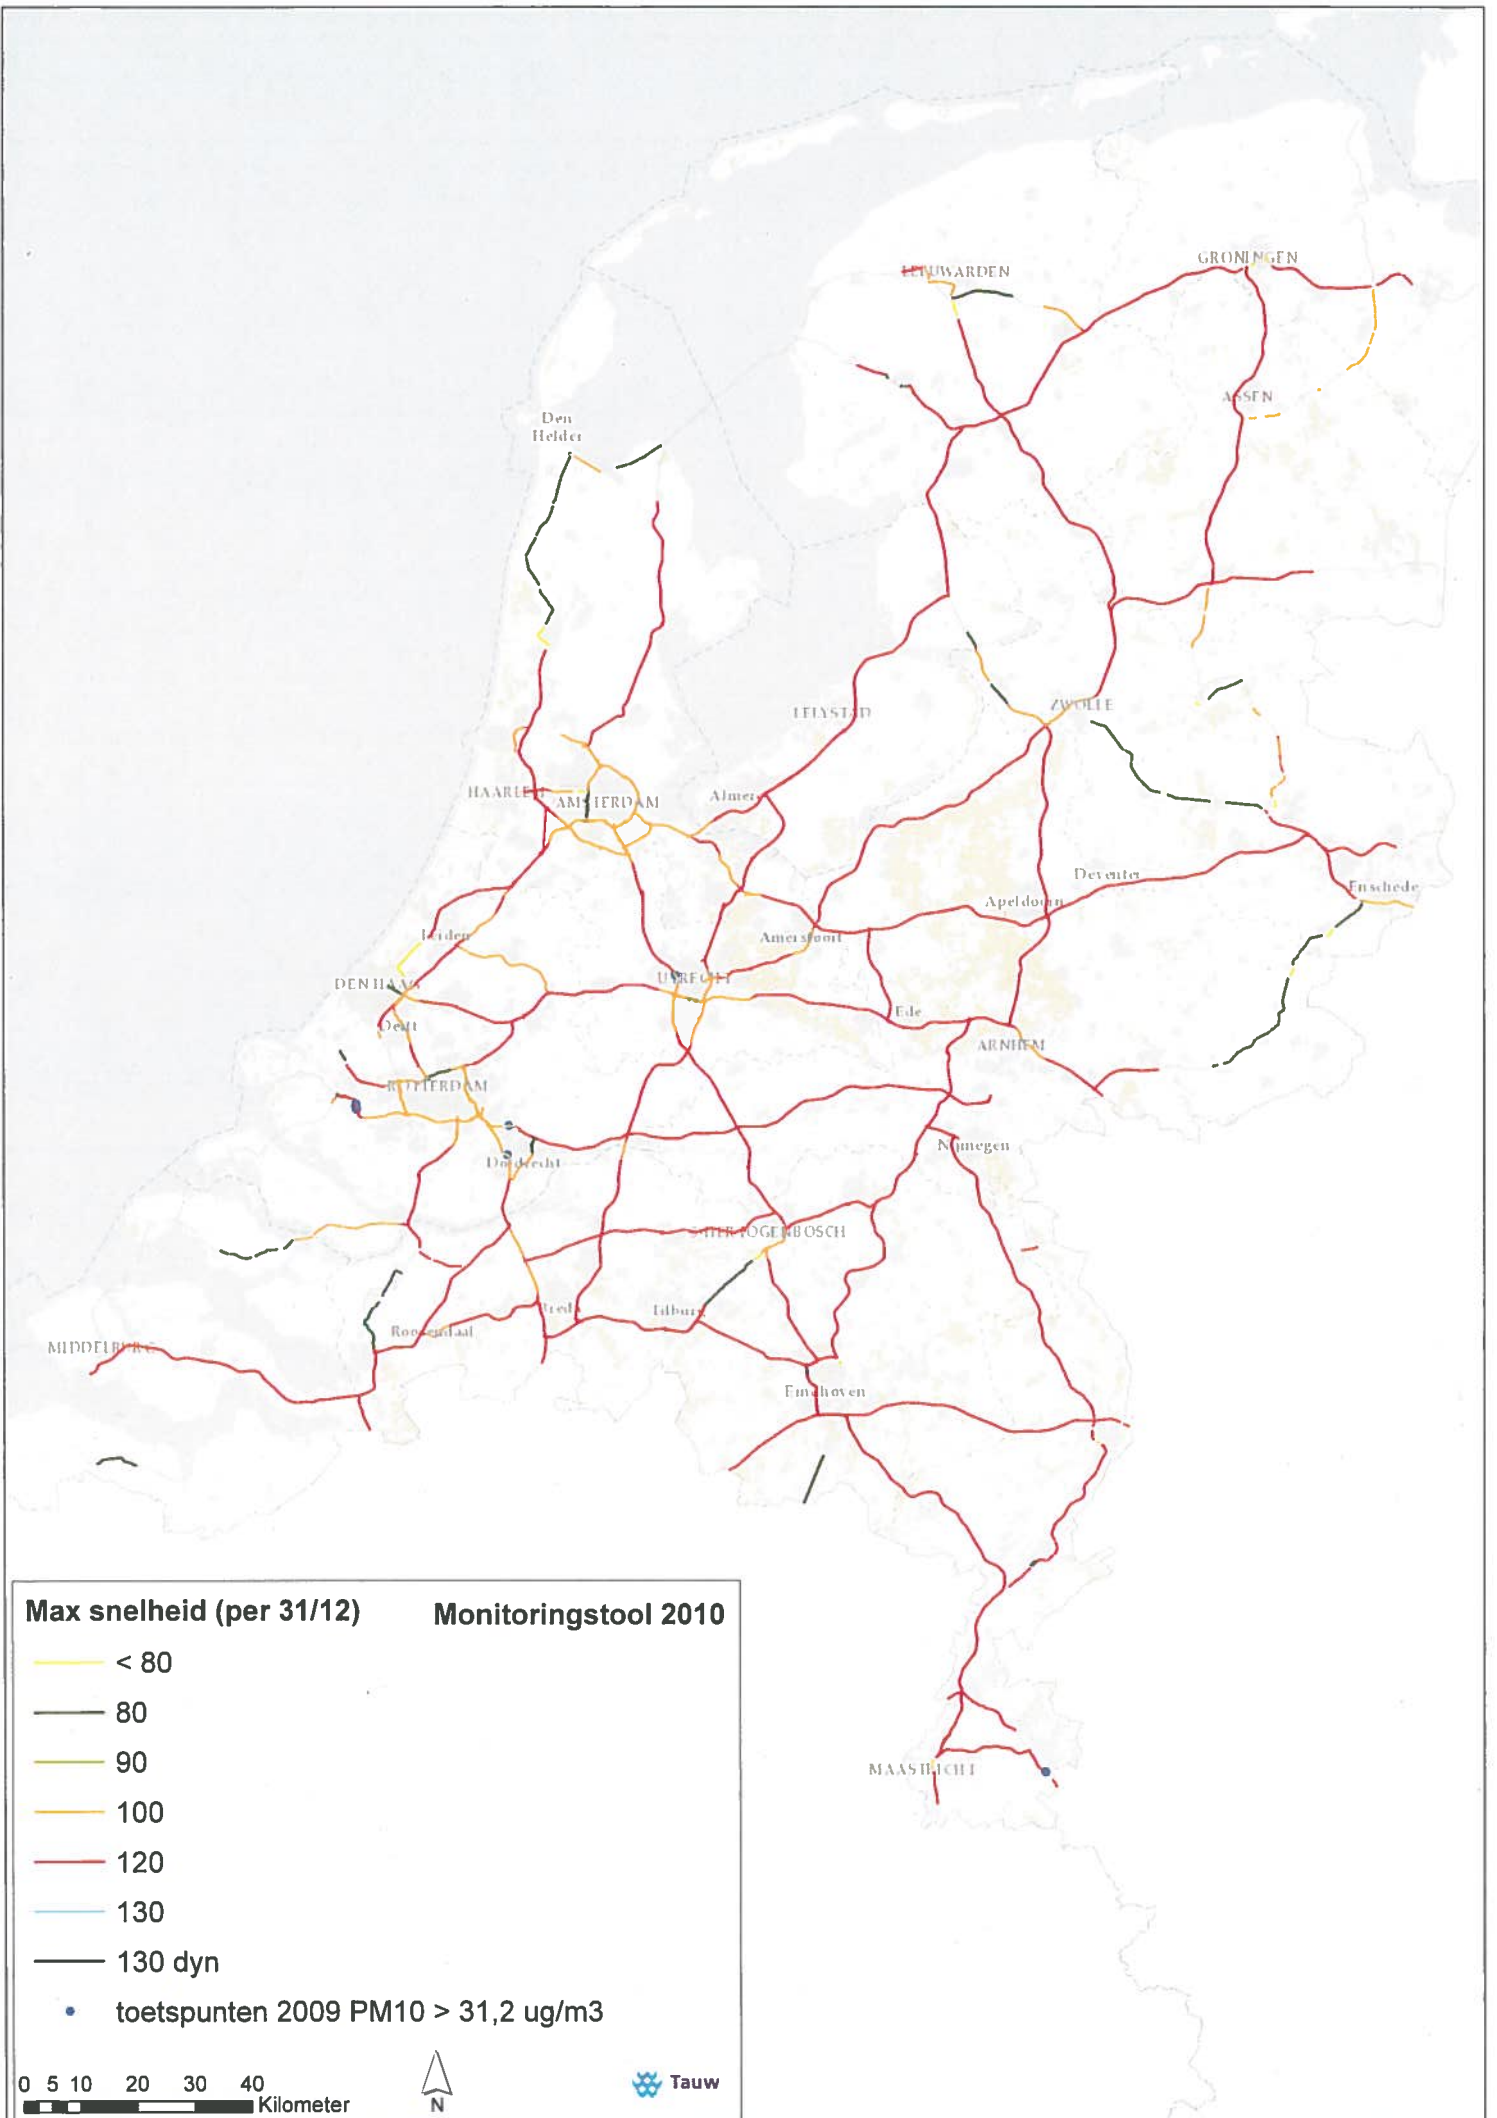 LEEUWARDEN
GRONINGEN
ASSEN
Den
Helder
ZWOLLE
LELYSTAD
HAARLEM
AMSTERDAM
Almere
Deventer
Enschede
Apeldoorn
Leiden
Amersfoort
UTRECHT
DEN HAAG
Ede
Delft
ARNHEM
ROTTERDAM
Nijmegen
Dordrecht
'S-HERTOGENBOSCH
Breda
Tilburg
Roosendaal
MIDDELBURG
Eindhoven
MAASTRICHT
Max snelheid (per 31/12) Monitoringstool 2010
< 80
80
90
100
120
130
130 dyn
toetspunten 2009 PM10 > 31,2 ug/m3
0 5 10 20 30 40
Kilometer
N
Tauw